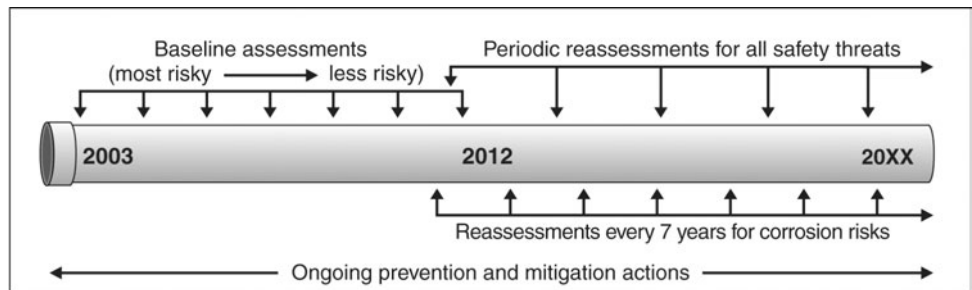 Baseline assessments
(most risky less risky)
Periodic reassessments for all safety threats
2003 2012 20XX
Reassessments every 7 years for corrosion risks
Ongoing prevention and mitigation actions